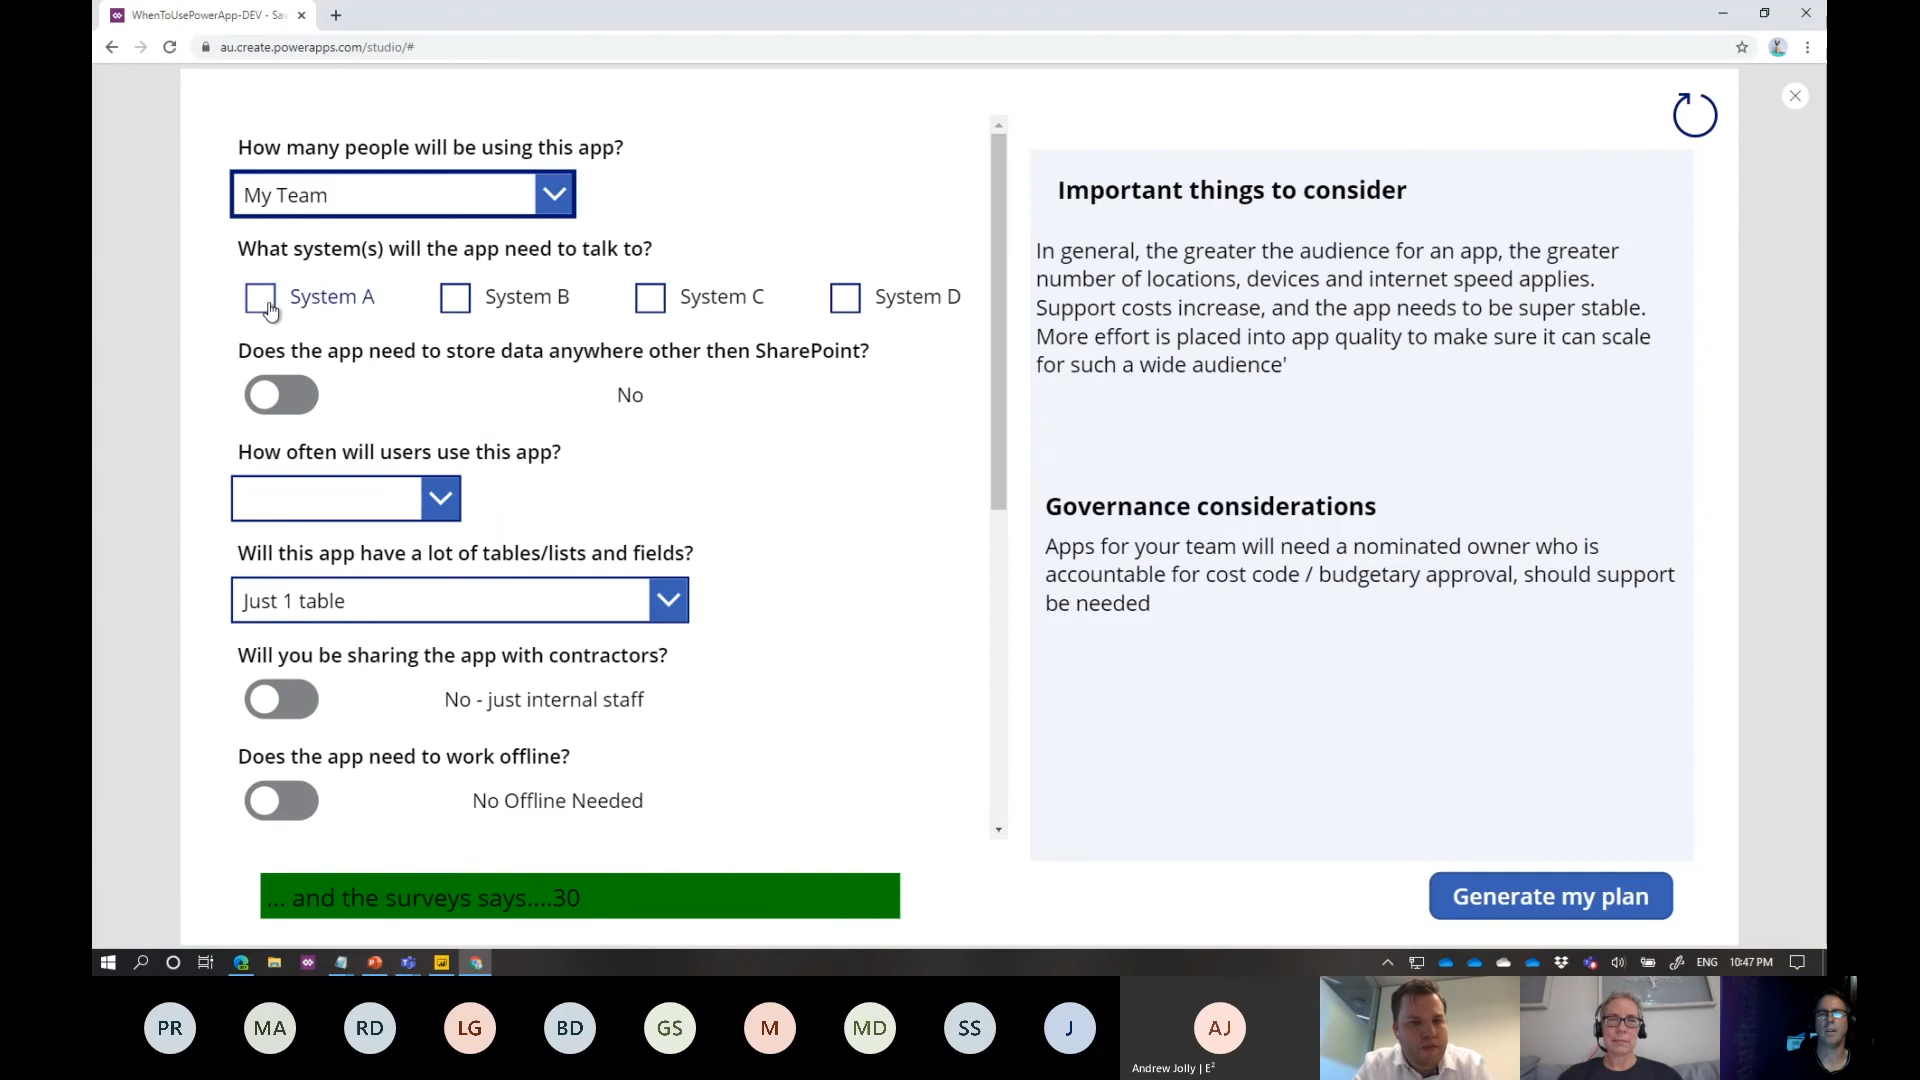 WhenToUsePowerApp-DEV - Sav
au.create.powerapps.com/studio/#
How many people will be using this app?
My Team
What system(s) will the app need to talk to?
System A
System B
System C
System D
Does the app need to store data anywhere other then SharePoint?
No
How often will users use this app?
Will this app have a lot of tables/lists and fields?
Just 1 table
Will you be sharing the app with contractors?
No - just internal staff
Does the app need to work offline?
No Offline Needed
... and the surveys says....30
Important things to consider
In general, the greater the audience for an app, the greater
number of locations, devices and internet speed applies.
Support costs increase, and the app needs to be super stable.
More effort is placed into app quality to make sure it can scale
for such a wide audience'
Governance considerations
Apps for your team will need a nominated owner who is
accountable for cost code / budgetary approval, should support
be needed
Generate my plan
ENG
10:47 PM
PR
MA
RD
LG
BD
GS
M
MD
SS
J
AJ
Andrew Jolly | E²